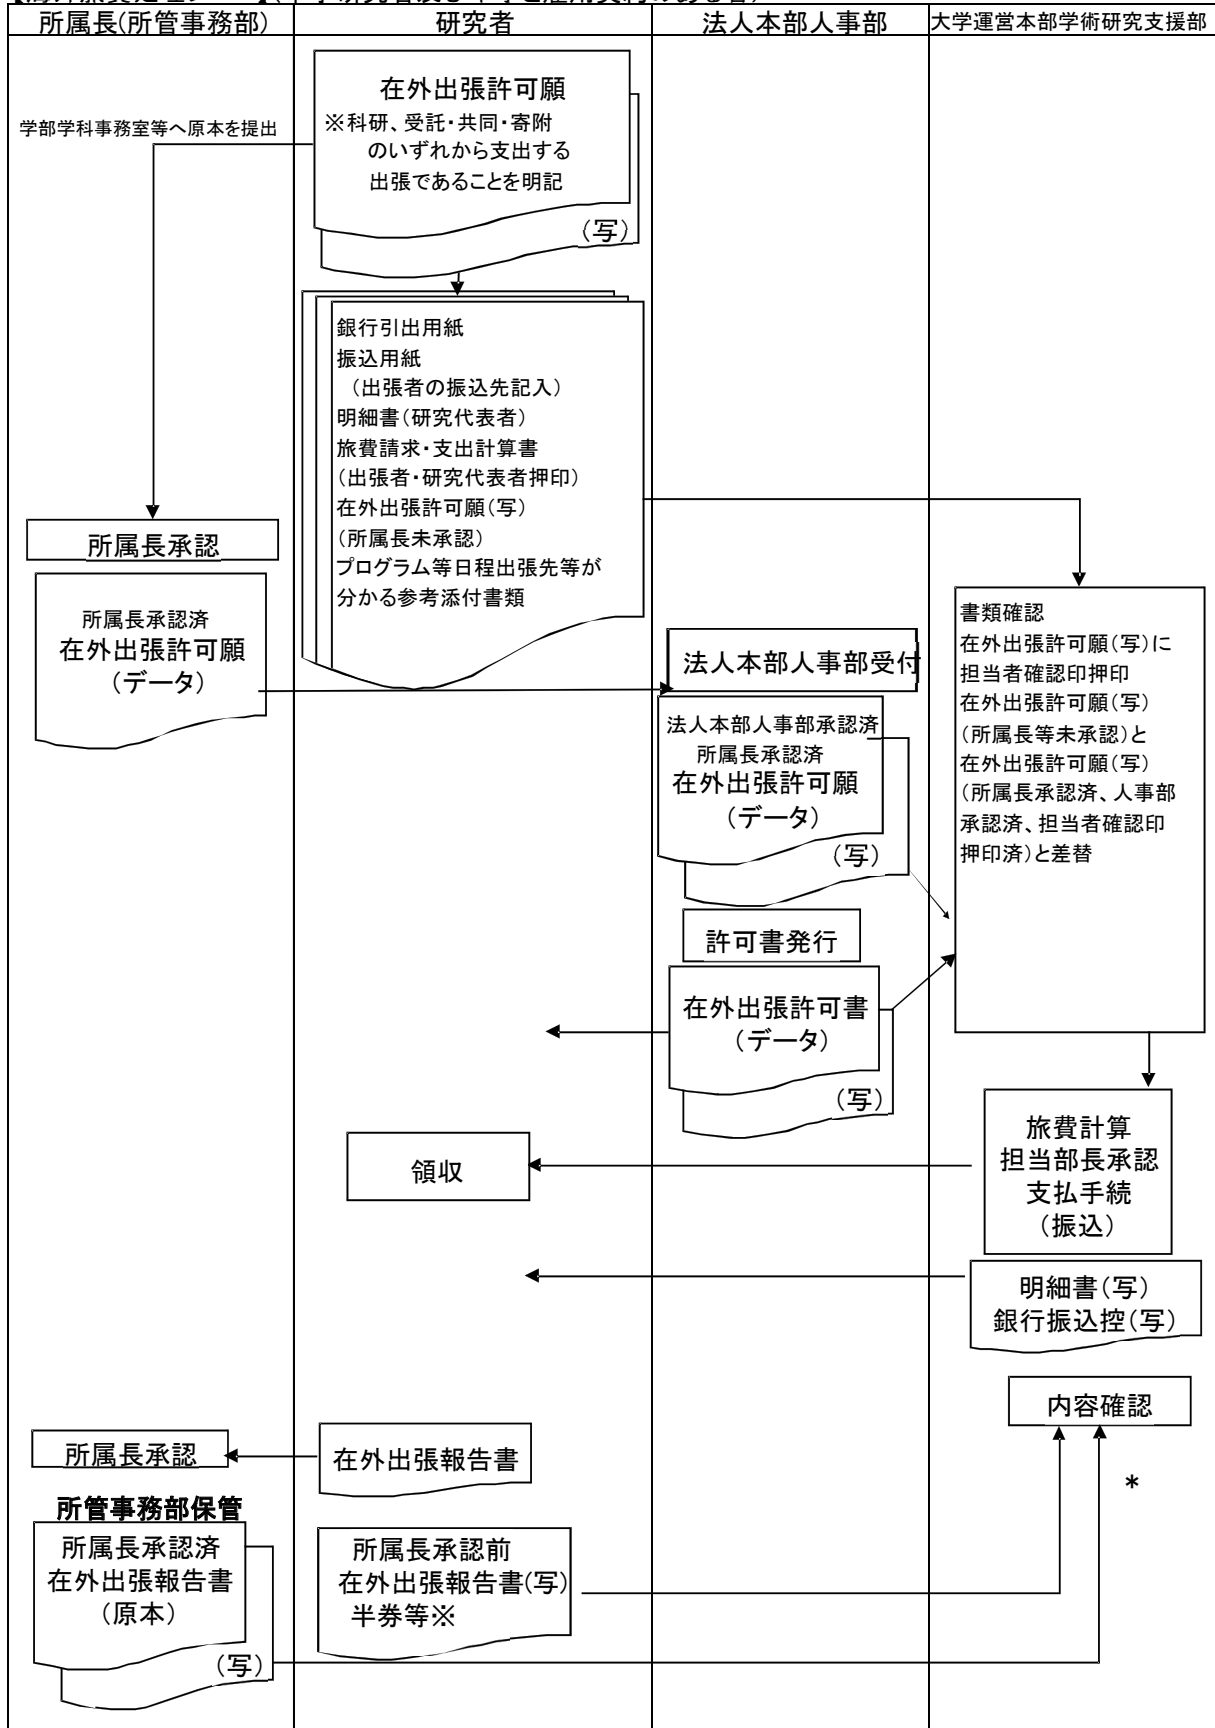 所属長(所管事務部)
研究者
法人本部人事部
大学運営本部学術研究支援部
在外出張許可願
※科研、受託・共同・寄附
のいずれから支出する
出張であることを明記
(写)
学部学科事務室等へ原本を提出
銀行引出用紙
振込用紙
(出張者の振込先記入)
明細書(研究代表者)
旅費請求・支出計算書
(出張者・研究代表者押印)
在外出張許可願(写)
(所属長未承認)
プログラム等日程出張先等が
分かる参考添付書類
所属長承認
所属長承認済
在外出張許可願
(データ)
法人本部人事部受付
法人本部人事部承認済
所属長承認済
在外出張許可願
(データ)
(写)
書類確認
在外出張許可願(写)に
担当者確認印押印
在外出張許可願(写)
(所属長等未承認)と
在外出張許可願(写)
(所属長承認済、人事部
承認済、担当者確認印
押印済)と差替
許可書発行
在外出張許可書
(データ)
(写)
旅費計算
担当部長承認
支払手続
(振込)
領収
明細書(写)
銀行振込控(写)
内容確認
所属長承認
在外出張報告書
*
所管事務部保管
所属長承認済
在外出張報告書
(原本)
(写)
所属長承認前
在外出張報告書(写)
半券等※